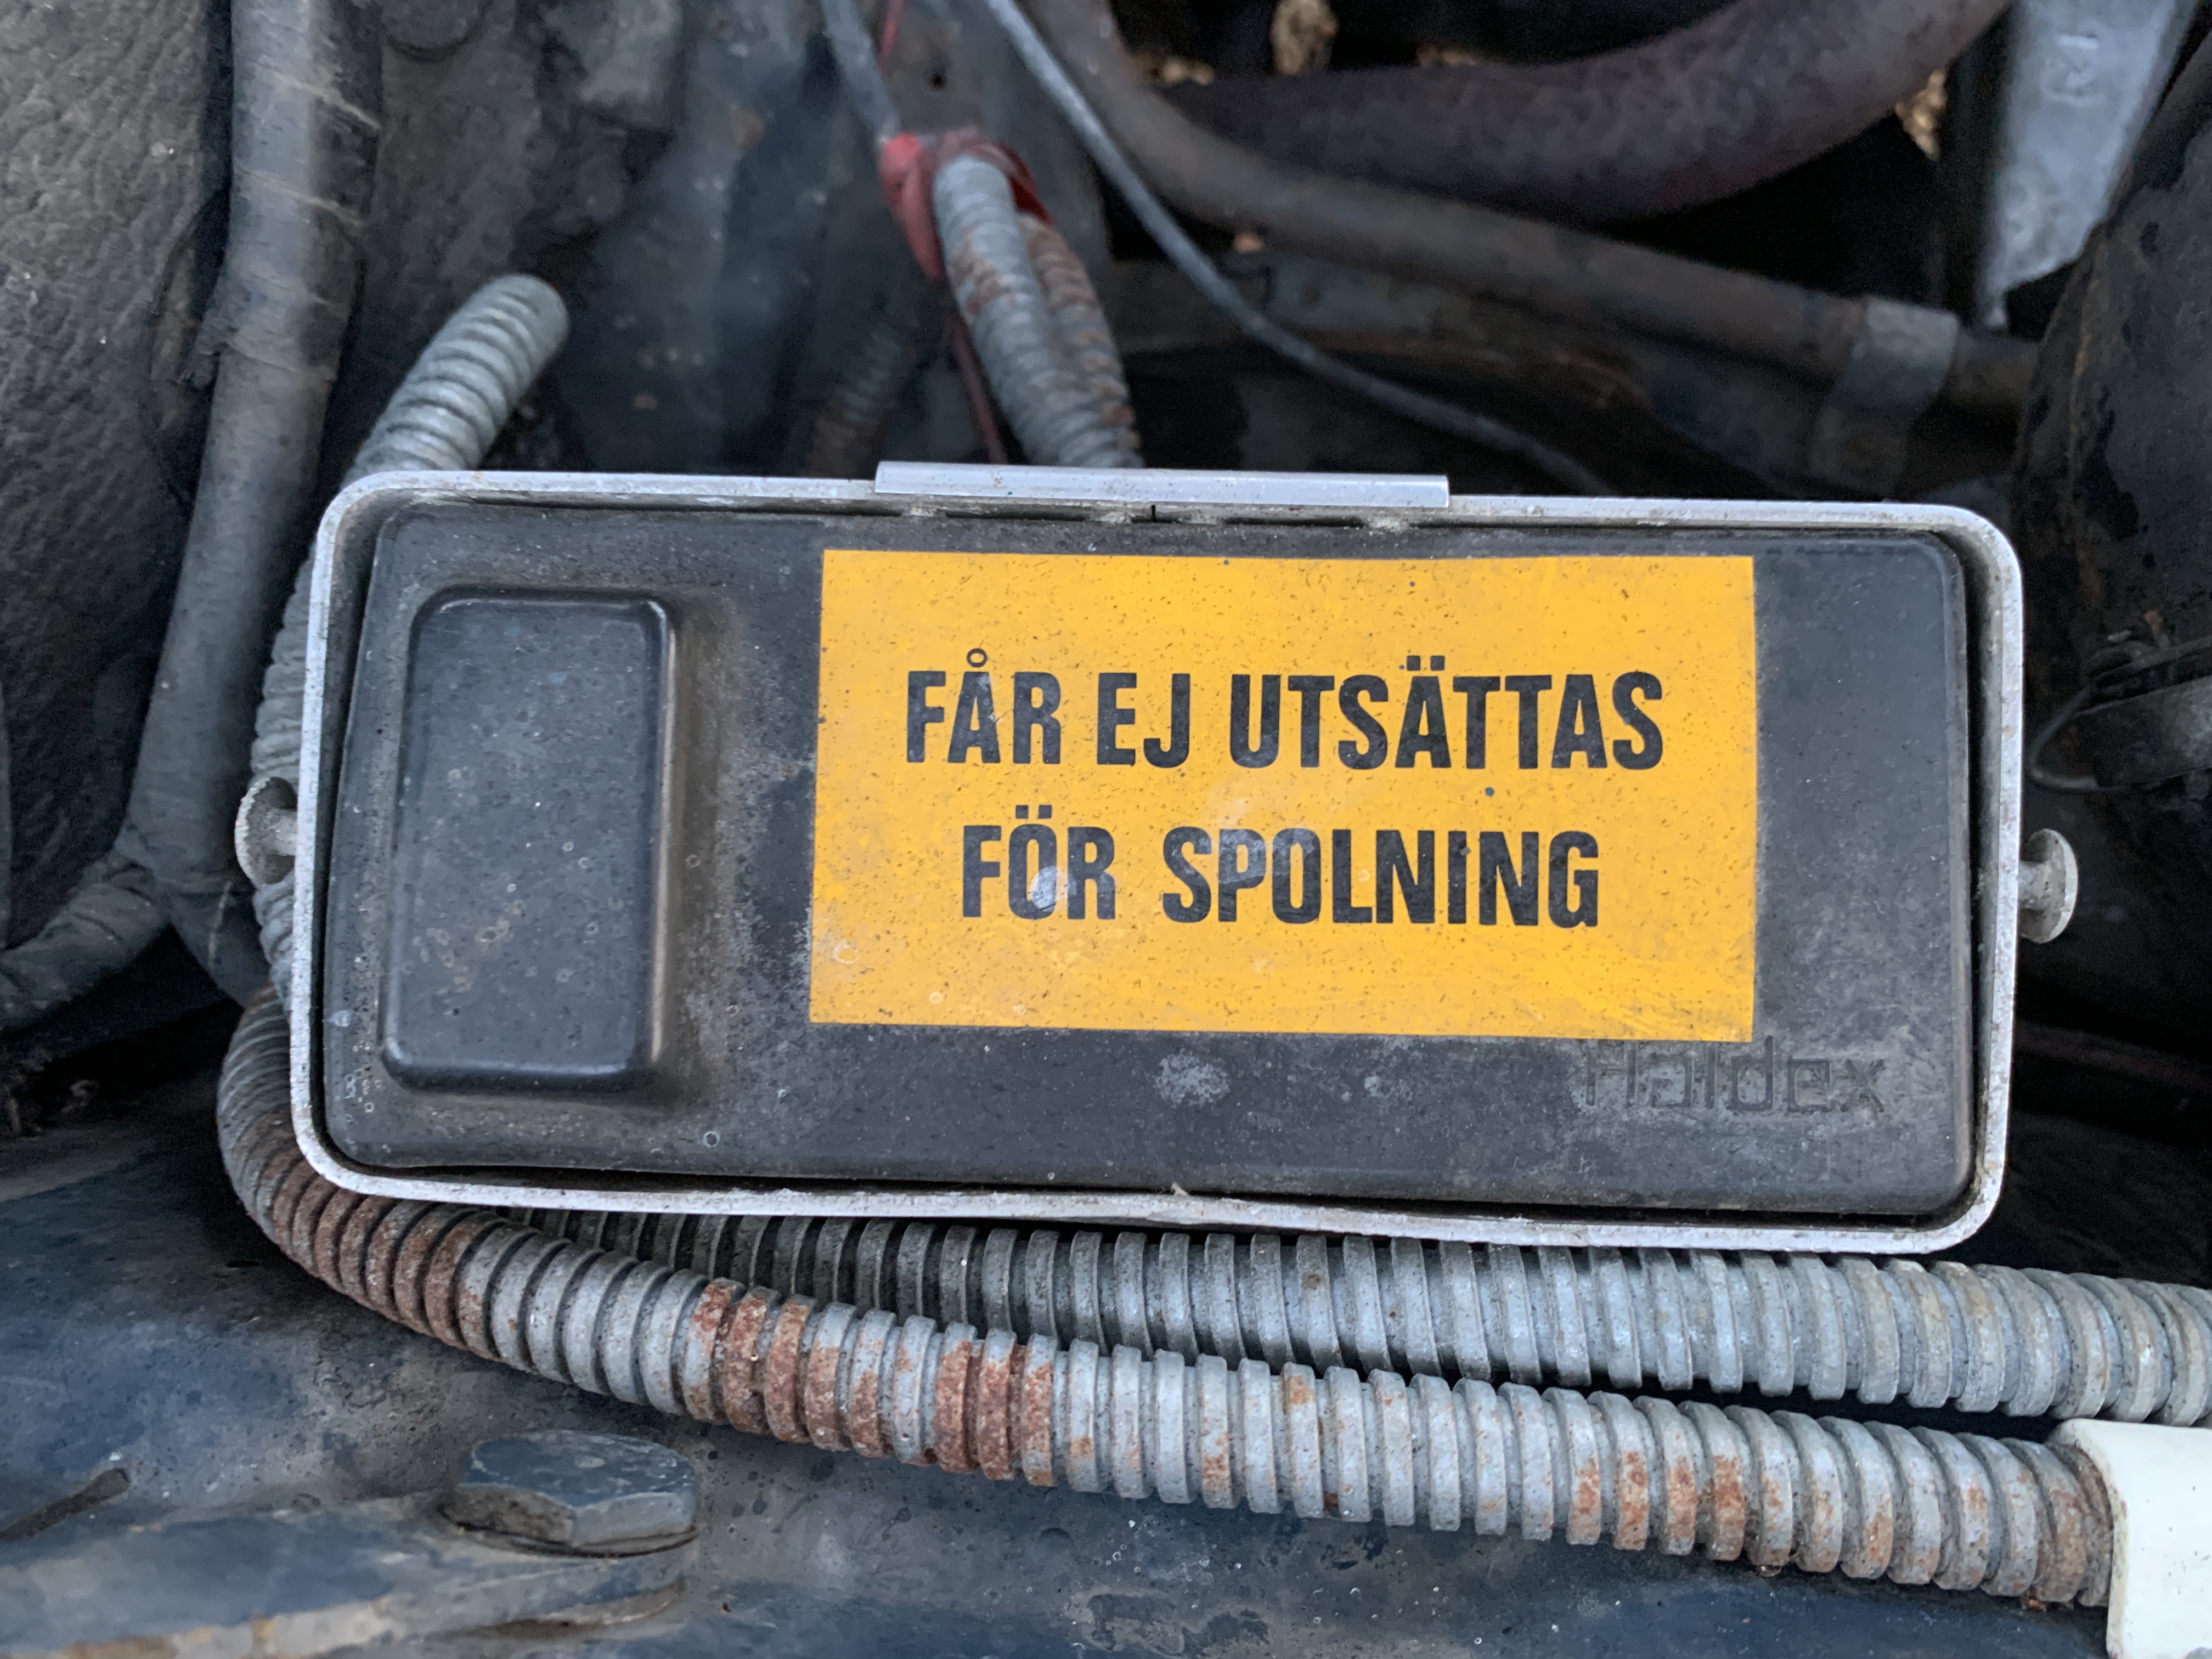 FÅR EJ UTSÄTTAS
FÖR SPOLNING
Haldex